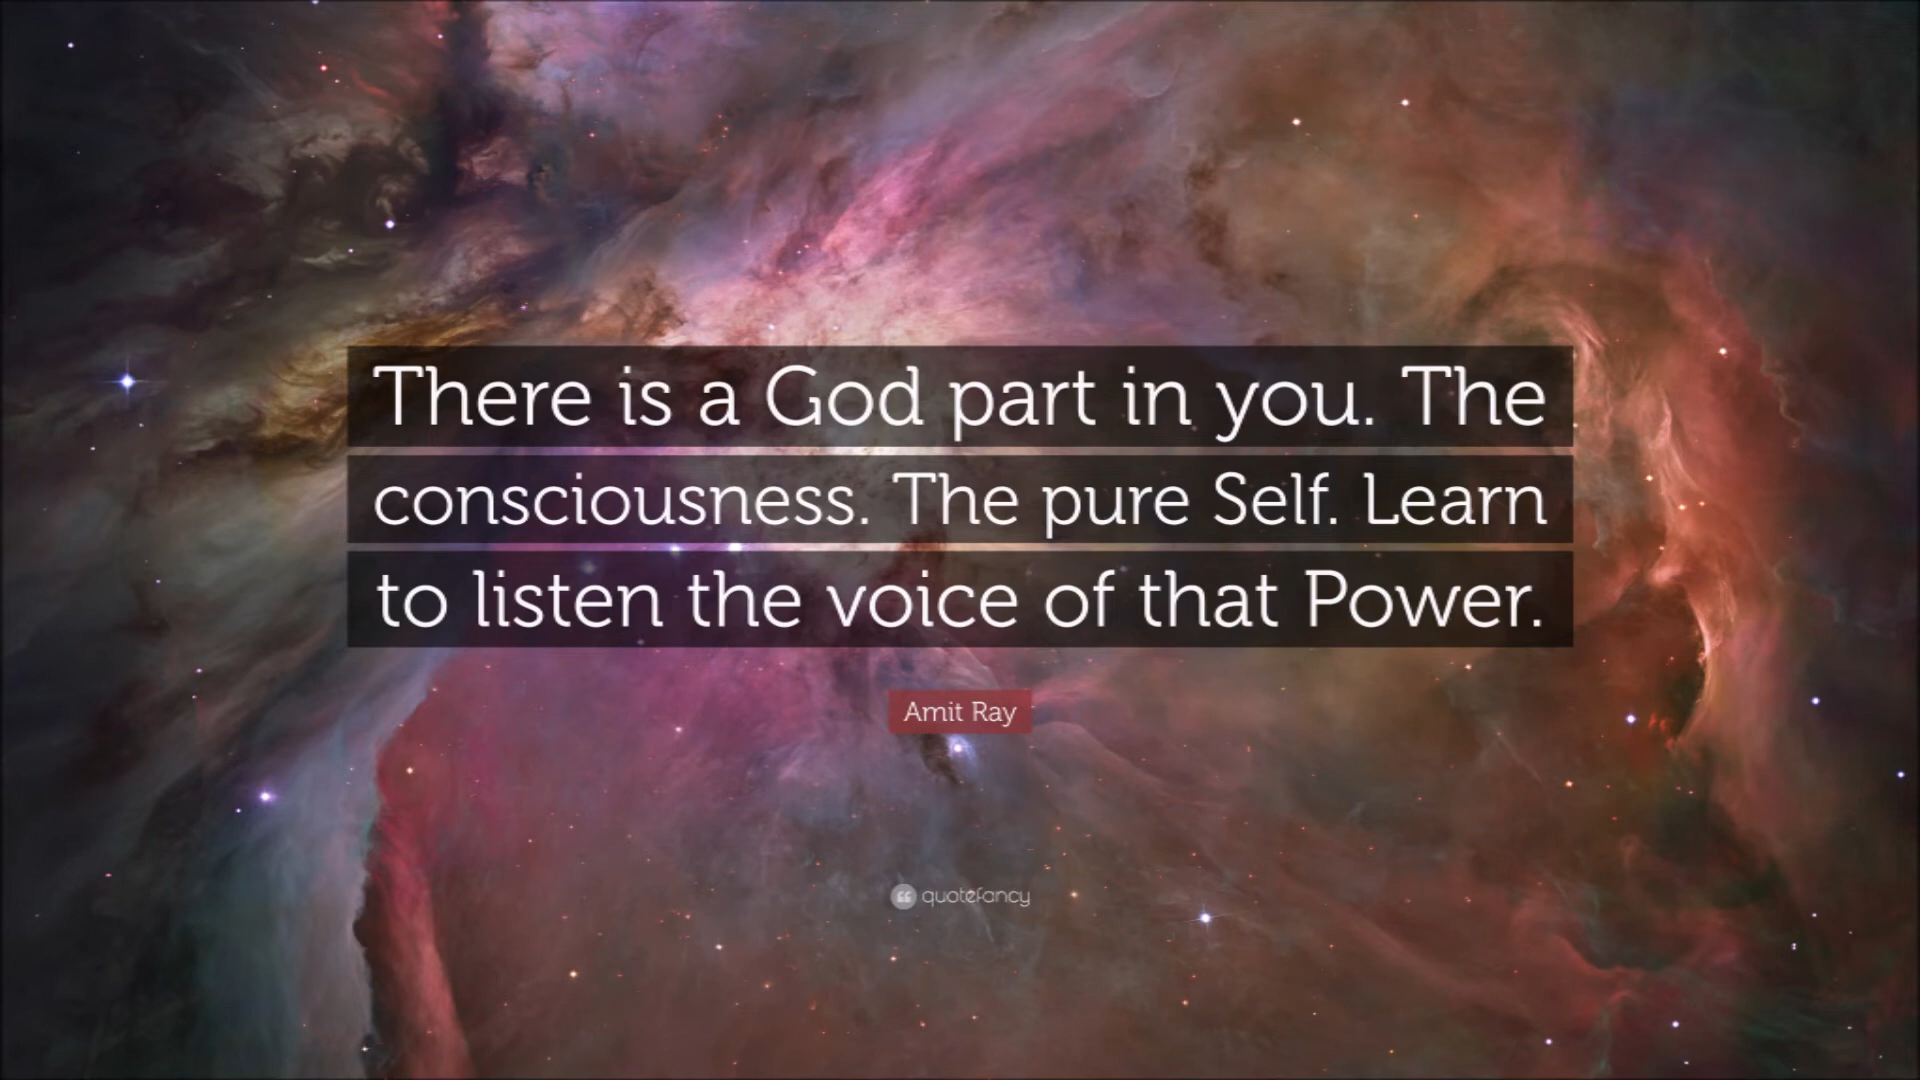 There is a God part in you. The
consciousness. The pure Self. Learn
to listen the voice of that Power.
Amit Ray
quotefancy